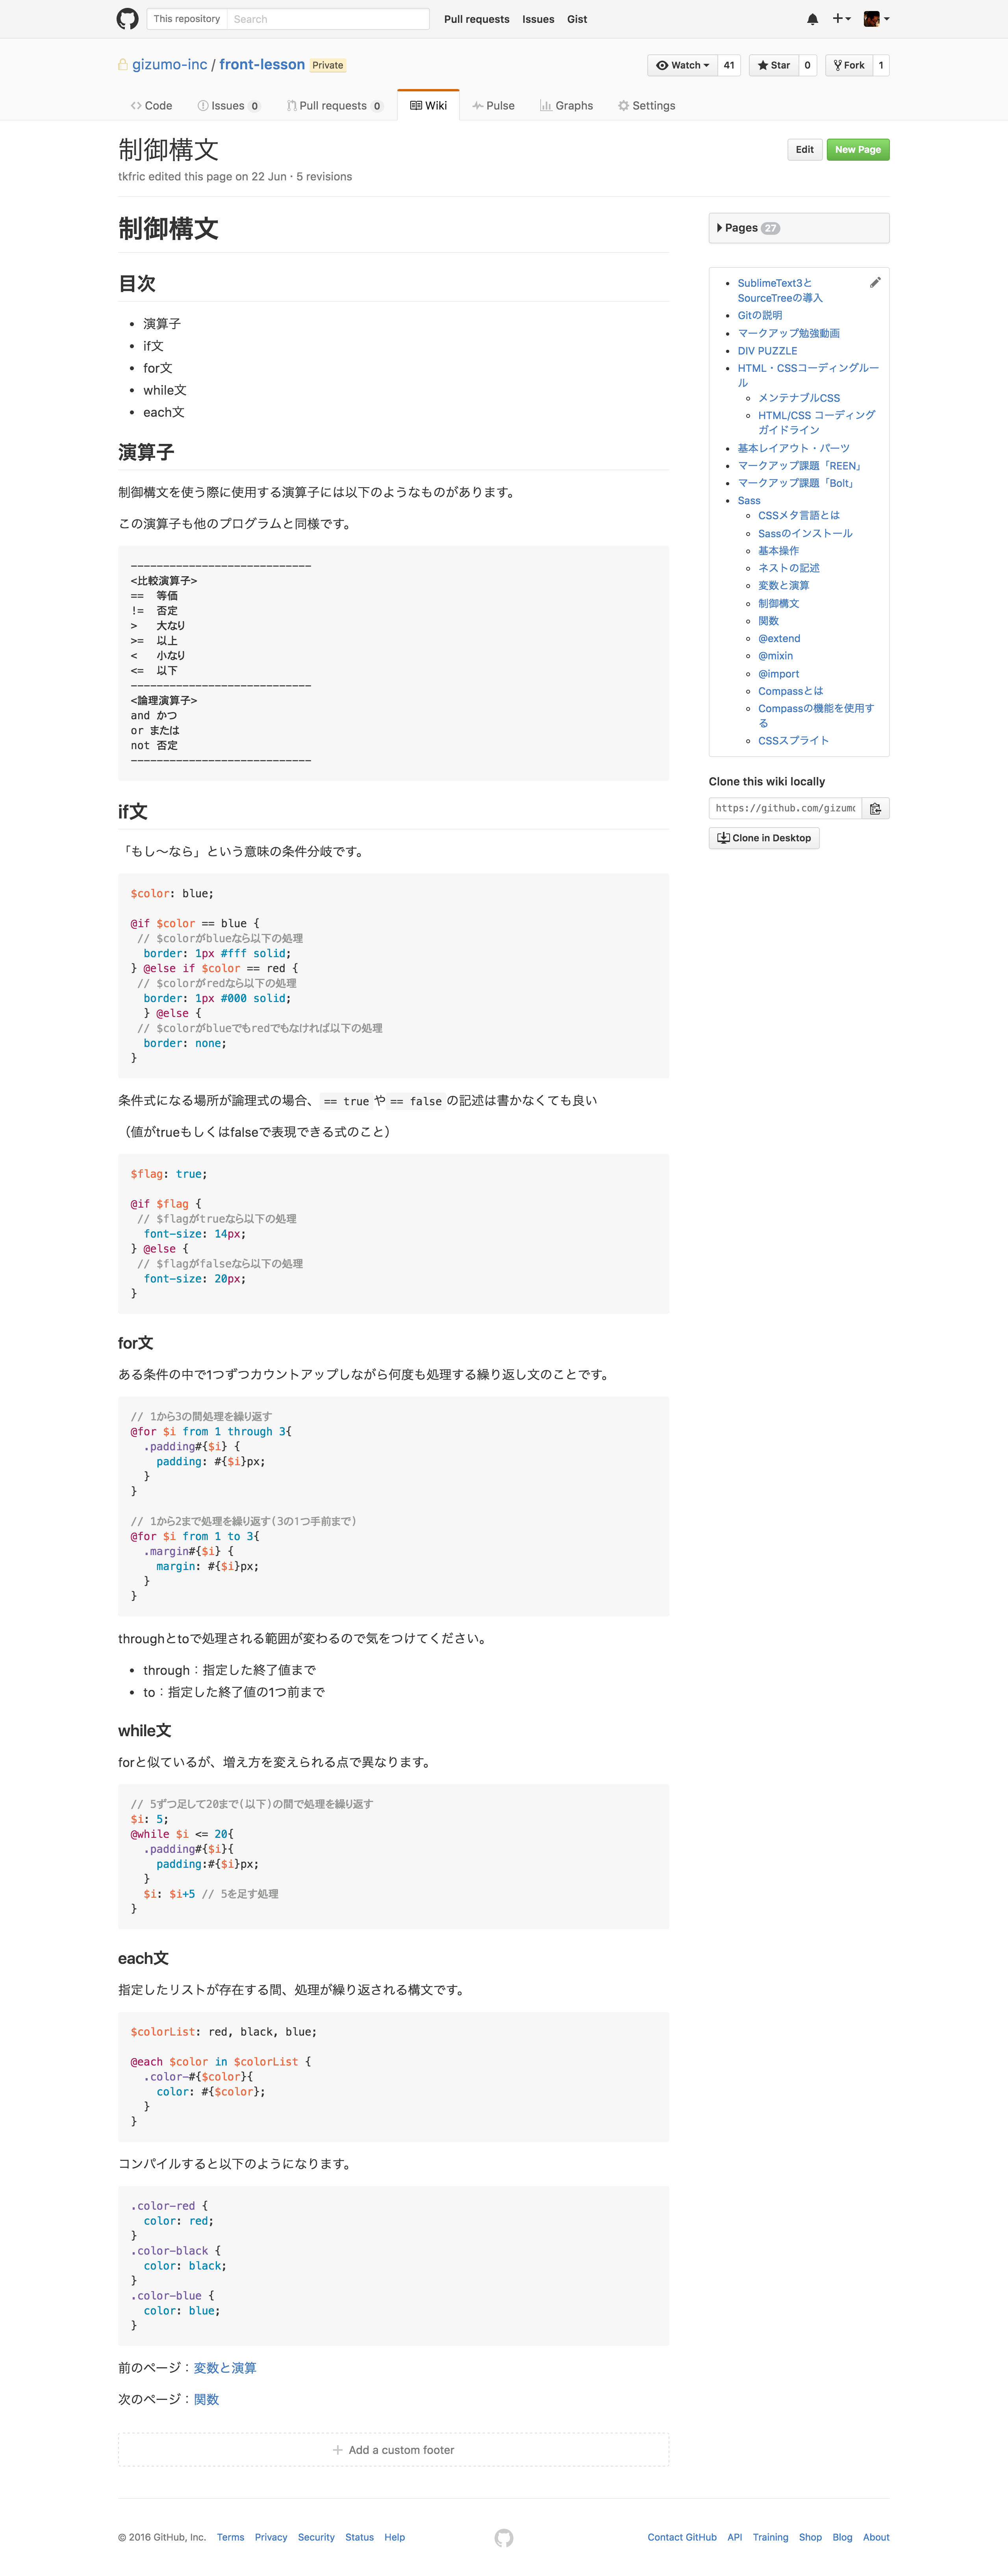 This repository Search Pull requests Issues Gist
gizumo-inc / front-lesson Private Watch 41 Star 0 Fork 1
Code Issues 0 Pull requests 0 Wiki Pulse Graphs Settings
制御構文 Edit New Page
tkfric edited this page on 22 Jun · 5 revisions
制御構文
目次
• 演算子
• if文
• for文
• while文
• each文
演算子
制御構文を使う際に使用する演算子には以下のようなものがあります。
この演算子も他のプログラムと同様です。
----------------------------
<比較演算子>
==  等価
!=  否定
>   大なり
>=  以上
<   小なり
<=  以下
----------------------------
<論理演算子>
and かつ
or または
not 否定
----------------------------
if文
「もし〜なら」という意味の条件分岐です。
$color: blue;
@if $color == blue {
// $colorがblueなら以下の処理
border: 1px #fff solid;
} @else if $color == red {
// $colorがredなら以下の処理
border: 1px #000 solid;
} @else {
// $colorがblueでもredでもなければ以下の処理
border: none;
}
条件式になる場所が論理式の場合、 == true や == false の記述は書かなくても良い
（値がtrueもしくはfalseで表現できる式のこと）
$flag: true;
@if $flag {
// $flagがtrueなら以下の処理
font-size: 14px;
} @else {
// $flagがfalseなら以下の処理
font-size: 20px;
}
for文
ある条件の中で1つずつカウントアップしながら何度も処理する繰り返し文のことです。
// 1から3の間処理を繰り返す
@for $i from 1 through 3{
.padding#{$i} {
padding: #{$i}px;
}
}
// 1から2まで処理を繰り返す(3の1つ手前まで)
@for $i from 1 to 3{
.margin#{$i} {
margin: #{$i}px;
}
}
throughとtoで処理される範囲が変わるので気をつけてください。
• through：指定した終了値まで
• to：指定した終了値の1つ前まで
while文
forと似ているが、増え方を変えられる点で異なります。
// 5ずつ足して20まで(以下)の間で処理を繰り返す
$i: 5;
@while $i <= 20{
.padding#{$i}{
padding:#{$i}px;
}
$i: $i+5 // 5を足す処理
}
each文
指定したリストが存在する間、処理が繰り返される構文です。
$colorList: red, black, blue;
@each $color in $colorList {
.color-#{$color}{
color: #{$color};
}
}
コンパイルすると以下のようになります。
.color-red {
color: red;
}
.color-black {
color: black;
}
.color-blue {
color: blue;
}
前のページ：変数と演算
次のページ：関数
Add a custom footer
Pages 27
• SublimeText3と
SourceTreeの導入
• Gitの説明
• マークアップ勉強動画
• DIV PUZZLE
• HTML・CSSコーディングルー
ル
◦ メンテナブルCSS
◦ HTML/CSS コーディング
ガイドライン
• 基本レイアウト・パーツ
• マークアップ課題「REEN」
• マークアップ課題「Bolt」
• Sass
◦ CSSメタ言語とは
◦ Sassのインストール
◦ 基本操作
◦ ネストの記述
◦ 変数と演算
◦ 制御構文
◦ 関数
◦ @extend
◦ @mixin
◦ @import
◦ Compassとは
◦ Compassの機能を使用す
る
◦ CSSスプライト
Clone this wiki locally
https://github.com/gizumo
Clone in Desktop
© 2016 GitHub, Inc. Terms Privacy Security Status Help Contact GitHub API Training Shop Blog About